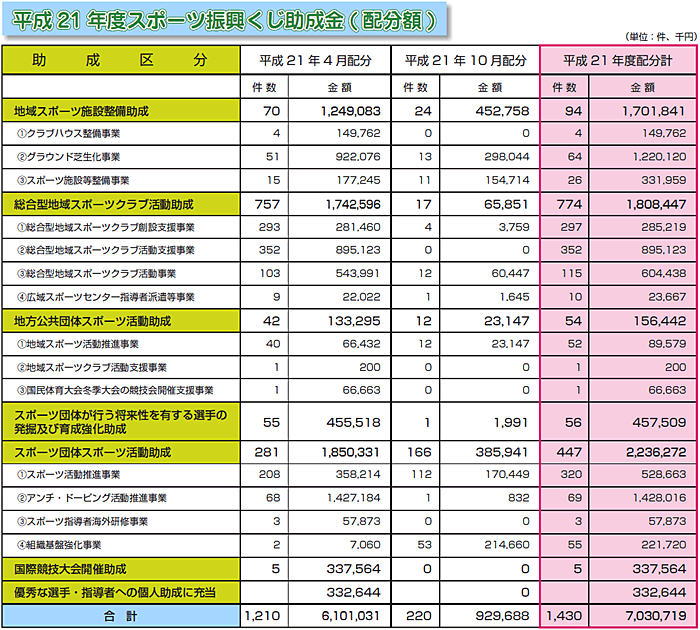 平成21年度スポーツ振興くじ助成金(配分額)
(単位：件、千円)
助成区分 平成21年4月配分 平成21年10月配分 平成21年度配分計
件数 金額 件数 金額 件数 金額
地域スポーツ施設整備助成 70 1,249,083 24 452,758 94 1,701,841
①クラブハウス整備事業 4 149,762 0 0 4 149,762
②グラウンド芝生化事業 51 922,076 13 298,044 64 1,220,120
③スポーツ施設等整備事業 15 177,245 11 154,714 26 331,959
総合型地域スポーツクラブ活動助成 757 1,742,596 17 65,851 774 1,808,447
①総合型地域スポーツクラブ創設支援事業 293 281,460 4 3,759 297 285,219
②総合型地域スポーツクラブ活動支援事業 352 895,123 0 0 352 895,123
③総合型地域スポーツクラブ活動事業 103 543,991 12 60,447 115 604,438
④広域スポーツセンター指導者派遣等事業 9 22,022 1 1,645 10 23,667
地方公共団体スポーツ活動助成 42 133,295 12 23,147 54 156,442
①地域スポーツ活動推進事業 40 66,432 12 23,147 52 89,579
②地域スポーツクラブ活動支援事業 1 200 0 0 1 200
③国民体育大会冬季大会の競技会開催支援事業 1 66,663 0 0 1 66,663
スポーツ団体が行う将来性を有する選手の
発掘及び育成強化助成 55 455,518 1 1,991 56 457,509
スポーツ団体スポーツ活動助成 281 1,850,331 166 385,941 447 2,236,272
①スポーツ活動推進事業 208 358,214 112 170,449 320 528,663
②アンチ・ドーピング活動推進事業 68 1,427,184 1 832 69 1,428,016
③スポーツ指導者海外研修事業 3 57,873 0 0 3 57,873
④組織基盤強化事業 2 7,060 53 214,660 55 221,720
国際競技大会開催助成 5 337,564 0 0 5 337,564
優秀な選手・指導者への個人助成に充当 332,644 0 332,644
合計 1,210 6,101,031 220 929,688 1,430 7,030,719